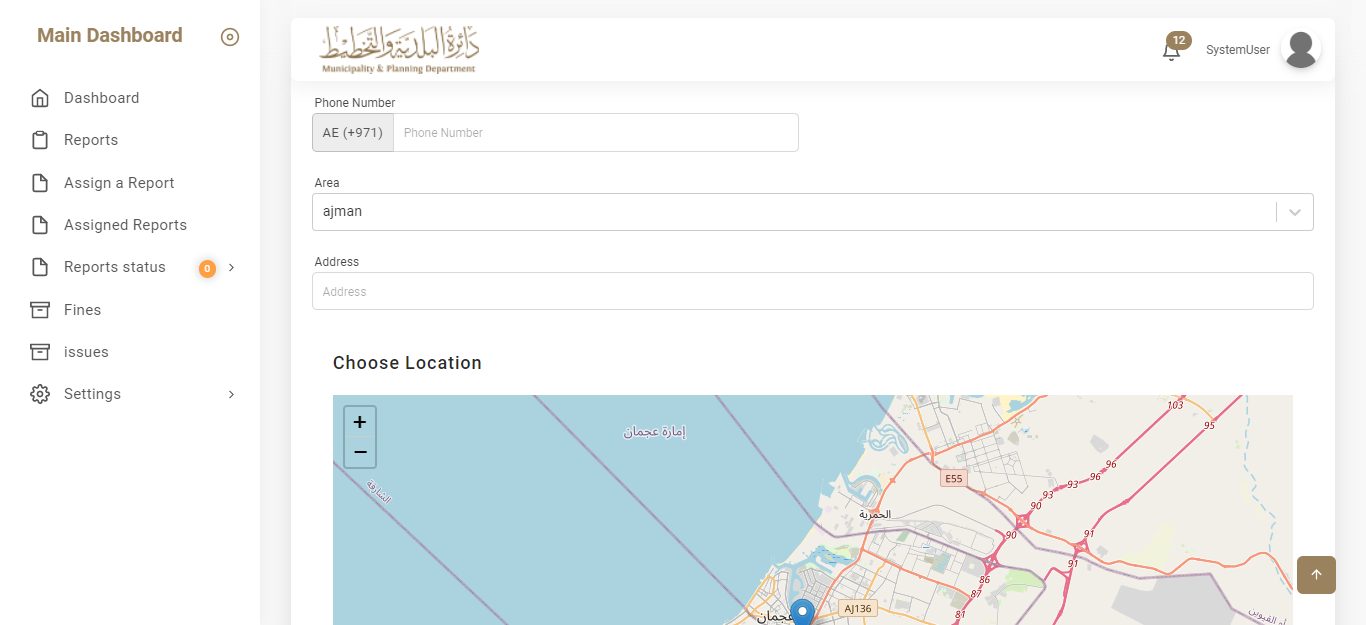 Main Dashboard
Dashboard
Reports
Assign a Report
Assigned Reports
Reports status
0
Fines
issues
Settings
دائرة البلدية والتخطيط
Municipality & Planning Department
12
SystemUser
Phone Number
AE (+971)
Phone Number
Area
ajman
Address
Address
Choose Location
+
−
إمارة عجمان
الشارقة
103
95
96
96
93
93
90
E55
الحمرية
90
91
91
86
87
81
AJ136
عجمان
أم القيوين